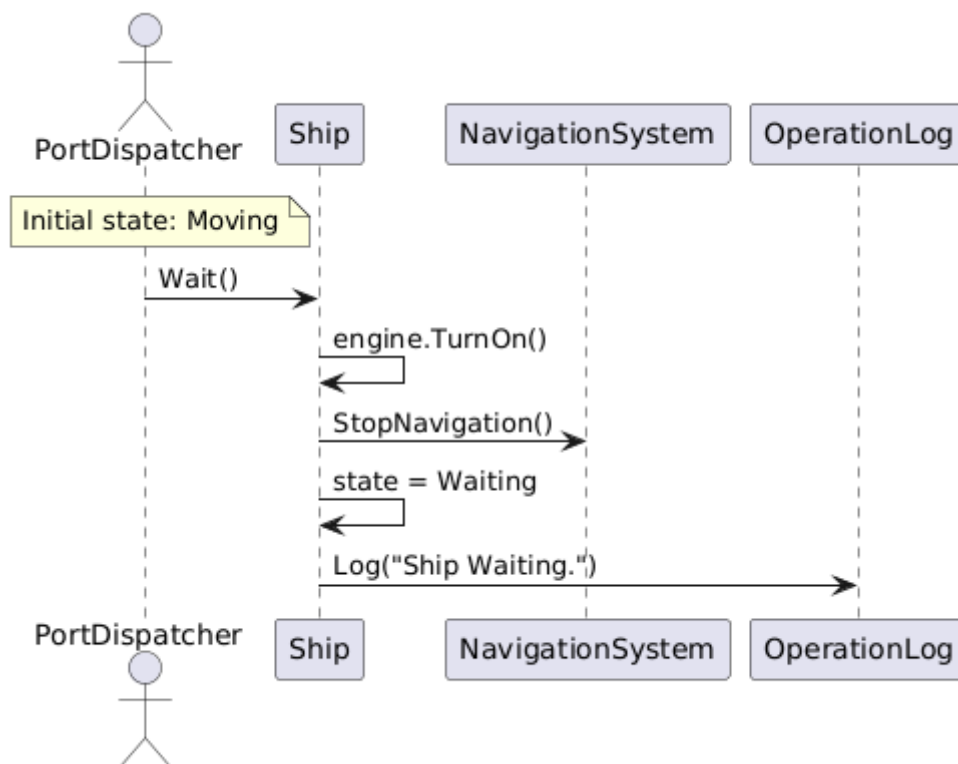 PortDispatcher
Ship
NavigationSystem
OperationLog
Initial state: Moving
Wait()
engine.TurnOn()
StopNavigation()
state = Waiting
Log("Ship Waiting.")
PortDispatcher
Ship
NavigationSystem
OperationLog